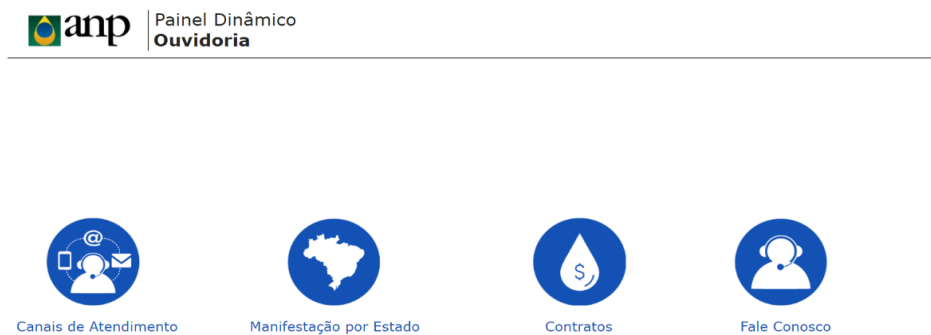 anp
Painel Dinâmico
Ouvidoria
@
$
Canais de Atendimento
Manifestação por Estado
Contratos
Fale Conosco